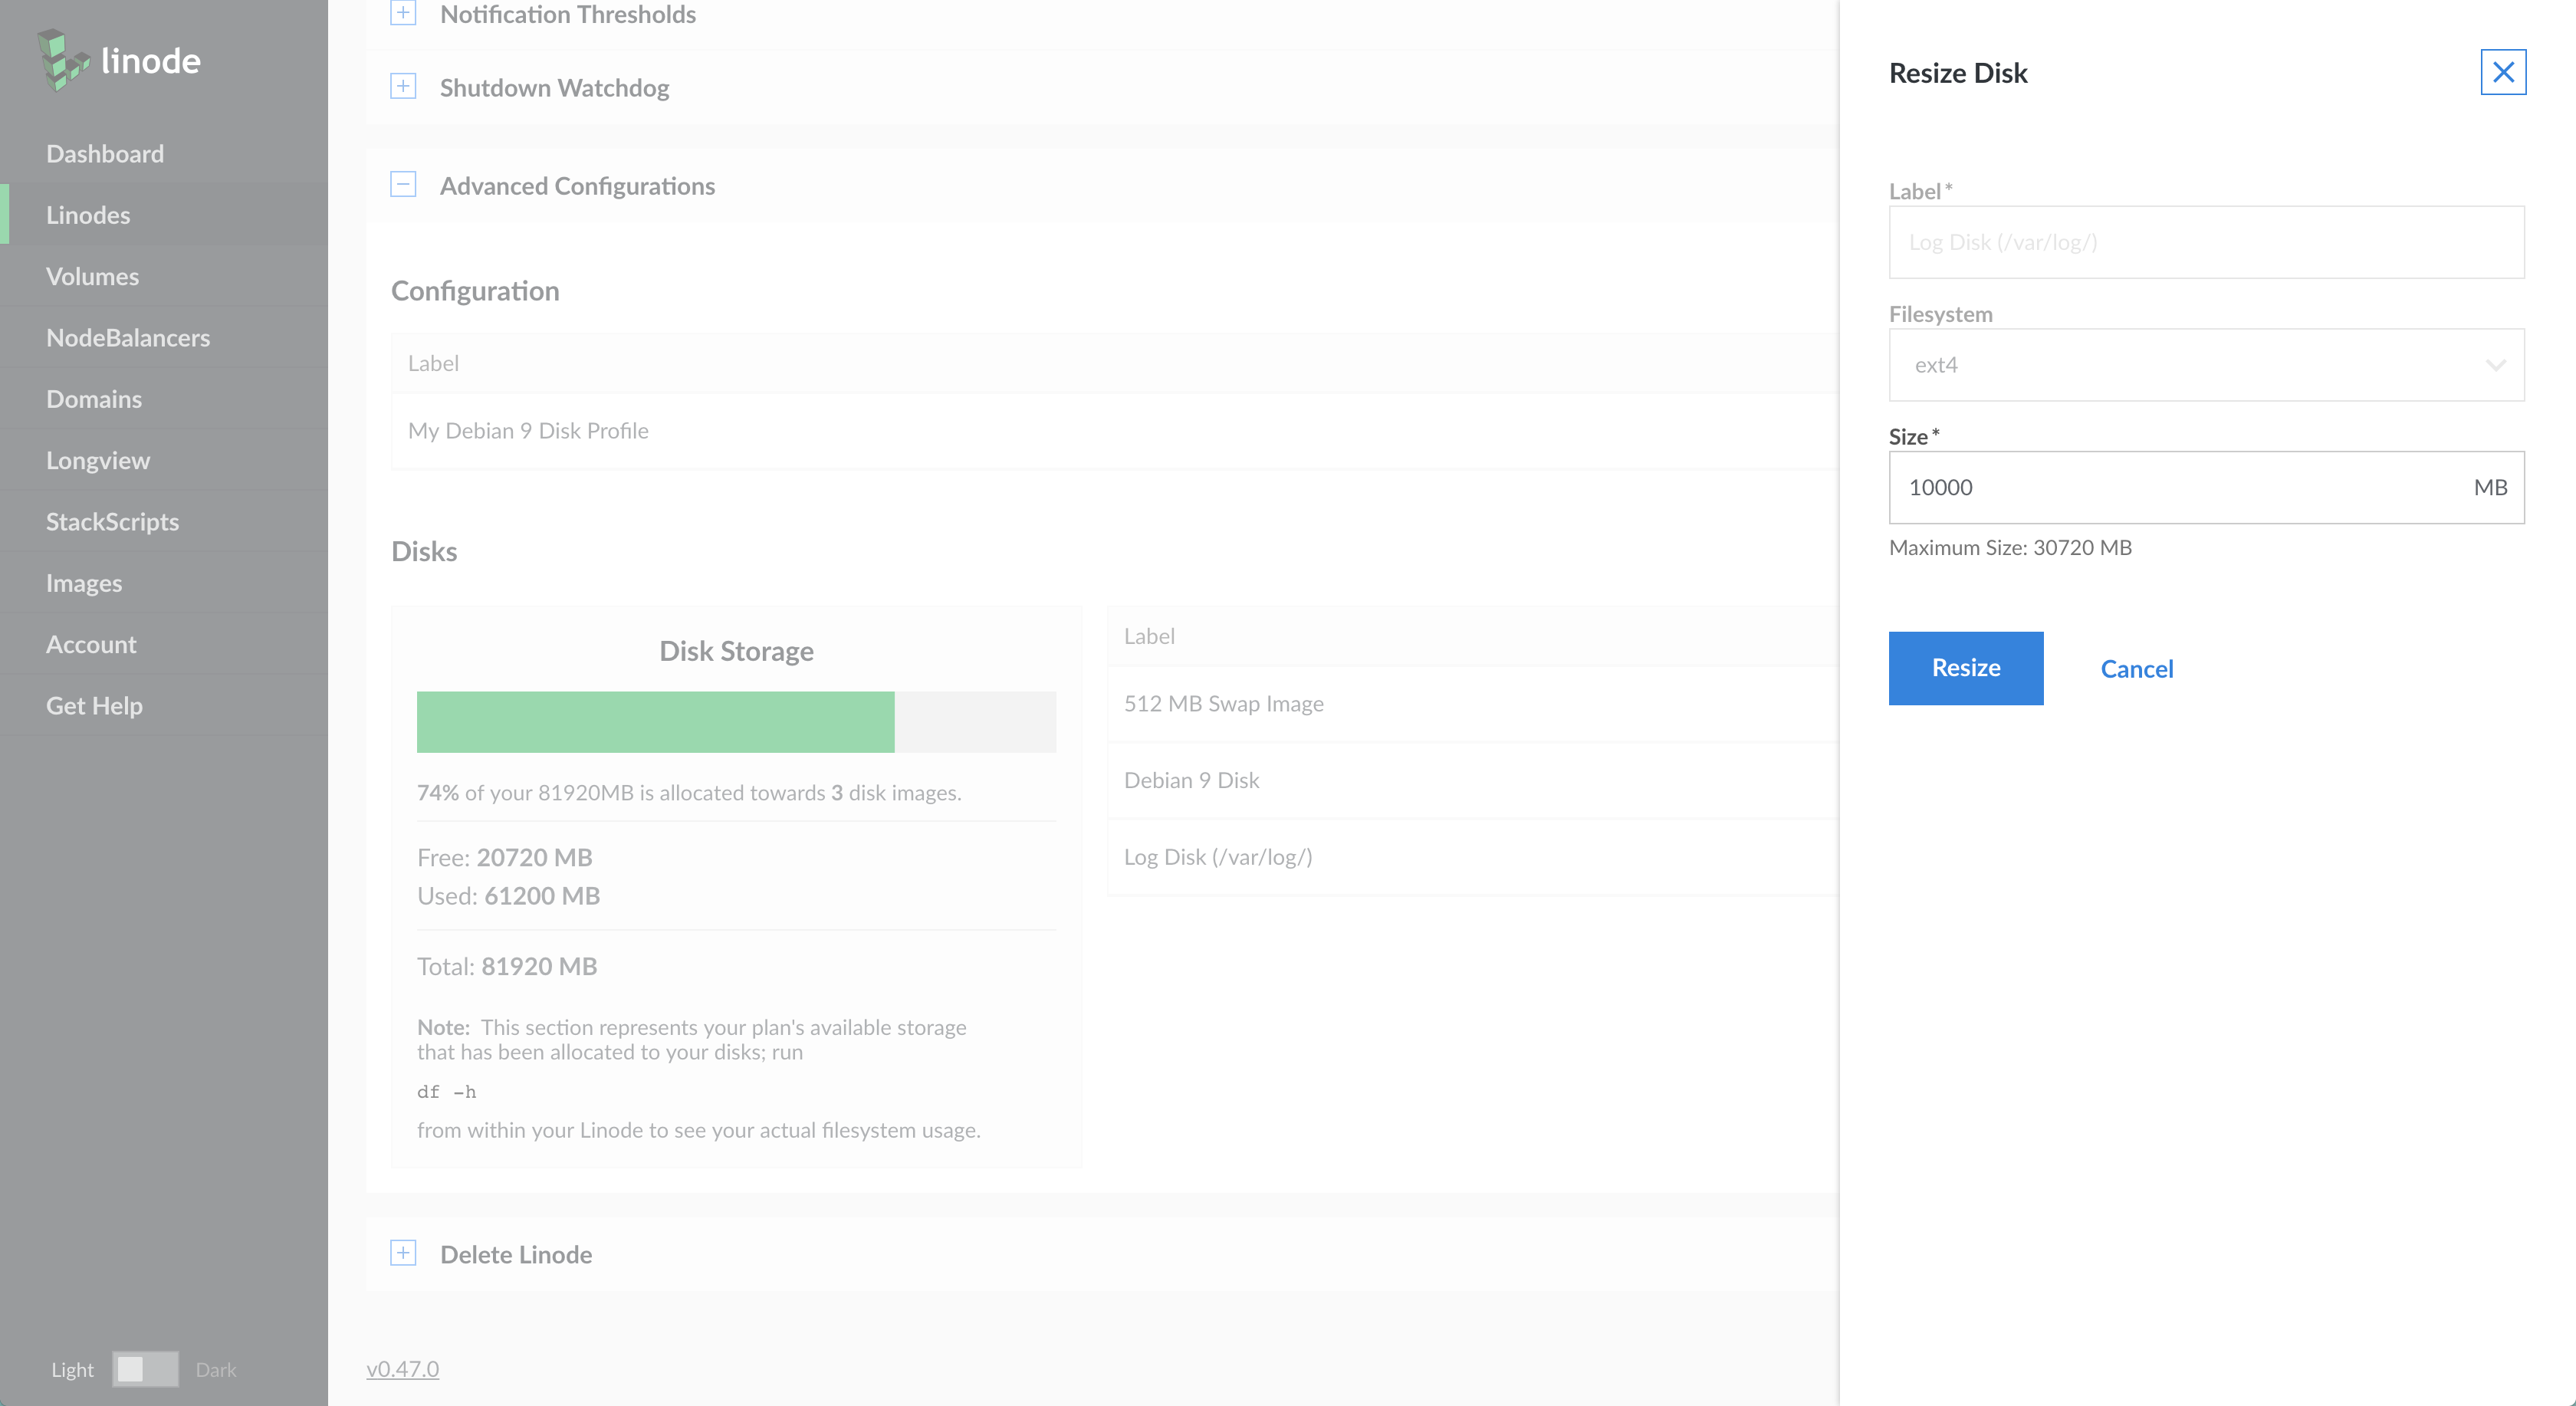 linode
Dashboard
Linodes
Volumes
NodeBalancers
Domains
Longview
StackScripts
Images
Account
Get Help
Light Dark
Notification Thresholds
Shutdown Watchdog
Advanced Configurations
Configuration
Label
My Debian 9 Disk Profile
Disks
Disk Storage
74% of your 81920MB is allocated towards 3 disk images.
Free: 20720 MB
Used: 61200 MB
Total: 81920 MB
Note: This section represents your plan's available storage
that has been allocated to your disks; run
df -h
from within your Linode to see your actual filesystem usage.
Label
512 MB Swap Image
Debian 9 Disk
Log Disk (/var/log/)
Delete Linode
v0.47.0
Resize Disk
Label *
Log Disk (/var/log/)
Filesystem
ext4
Size *
10000 MB
Maximum Size: 30720 MB
Resize Cancel